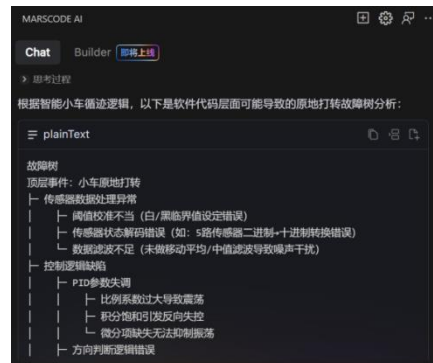 MARSCODE AI
Chat Builder 即将上线
> 思考过程
根据智能小车循迹逻辑，以下是软件代码层面可能导致的原地打转故障树分析：
plainText
故障树
顶层事件：小车原地打转
├─ 传感器数据处理异常
│ ├─ 阈值校准不当（白/黑临界值设定错误）
│ ├─ 传感器状态解码错误（如：5路传感器二进制→十进制转换错误）
│ └─ 数据滤波不足（未做移动平均/中值滤波导致噪声干扰）
├─ 控制逻辑缺陷
│ ├─ PID参数失调
│ │ ├─ 比例系数过大导致震荡
│ │ ├─ 积分饱和引发反向失控
│ │ └─ 微分项缺失无法抑制振荡
│ ├─ 方向判断逻辑错误